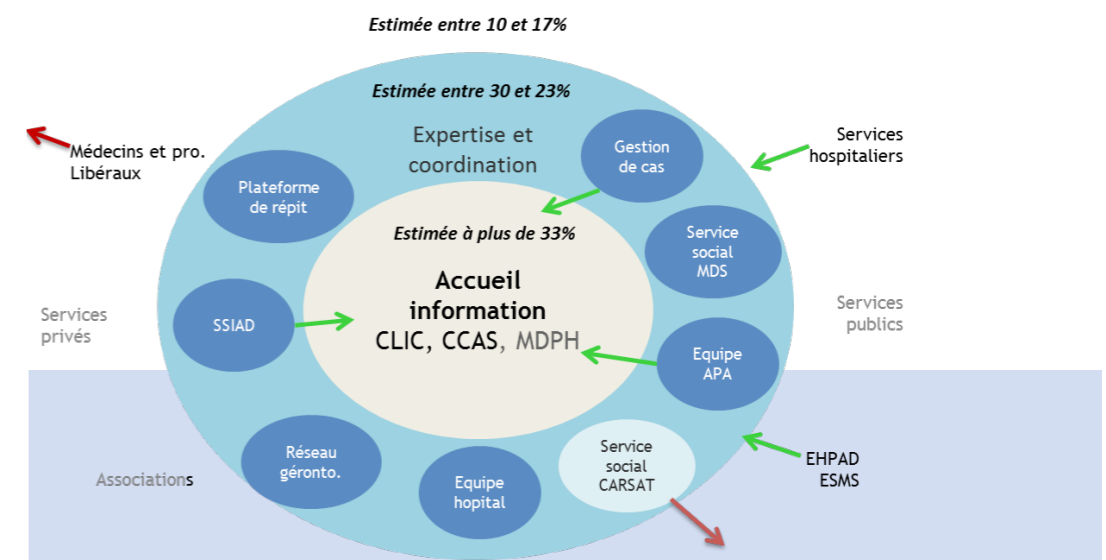 Estimée entre 10 et 17%
Estimée entre 30 et 23%
Expertise et
coordination
Gestion
de cas
Services
hospitaliers
Médecins et pro.
Libéraux
Plateforme
de répit
Estimée à plus de 33%
Service
social
MDS
Accueil
information
CLIC, CCAS, MDPH
Services
privés
SSIAD
Services
publics
Equipe
APA
Réseau
géronto.
Service
social
CARSAT
EHPAD
ESMS
Associations
Equipe
hopital